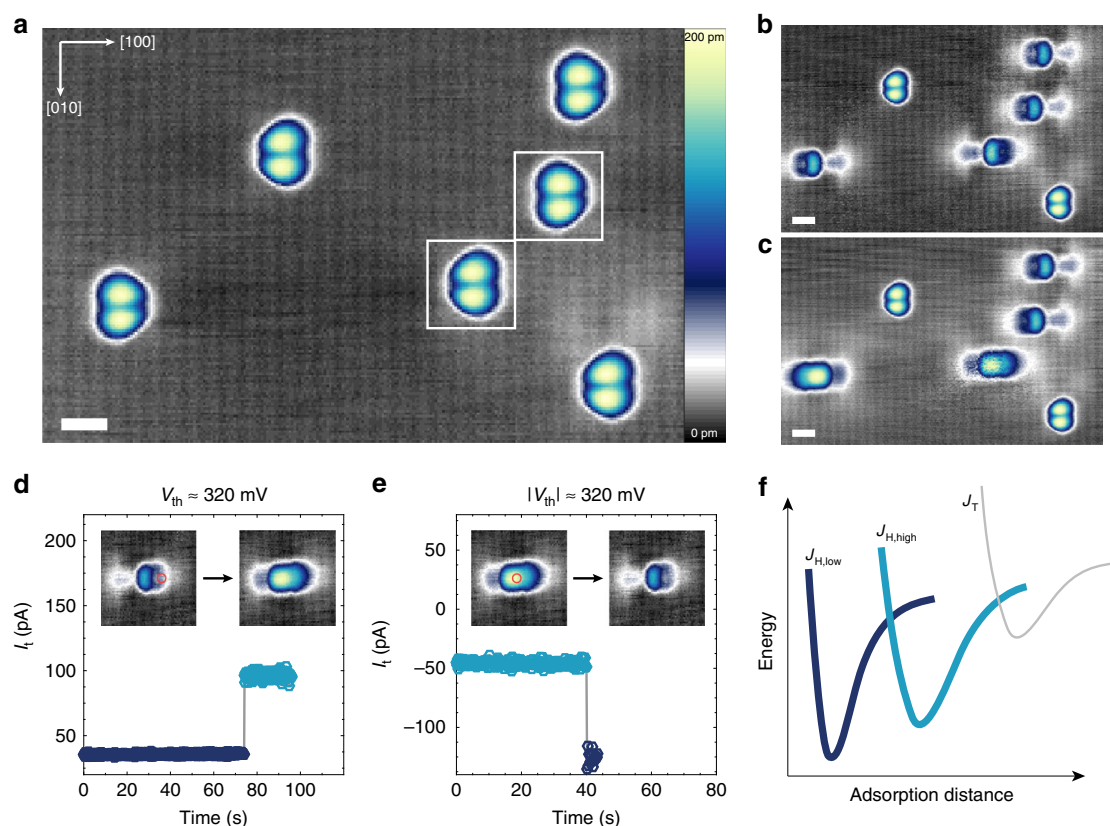 a
[100]
[010]
200 pm
0 pm
b
c
d
V_th ≈ 320 mV
I_t (pA)
200
150
100
50
0 20 40 60 80 100
Time (s)
e
|V_th| ≈ 320 mV
I_t (pA)
50
0
−50
−100
0 20 40 60 80
Time (s)
f
J_T
J_H,high
J_H,low
Energy
Adsorption distance